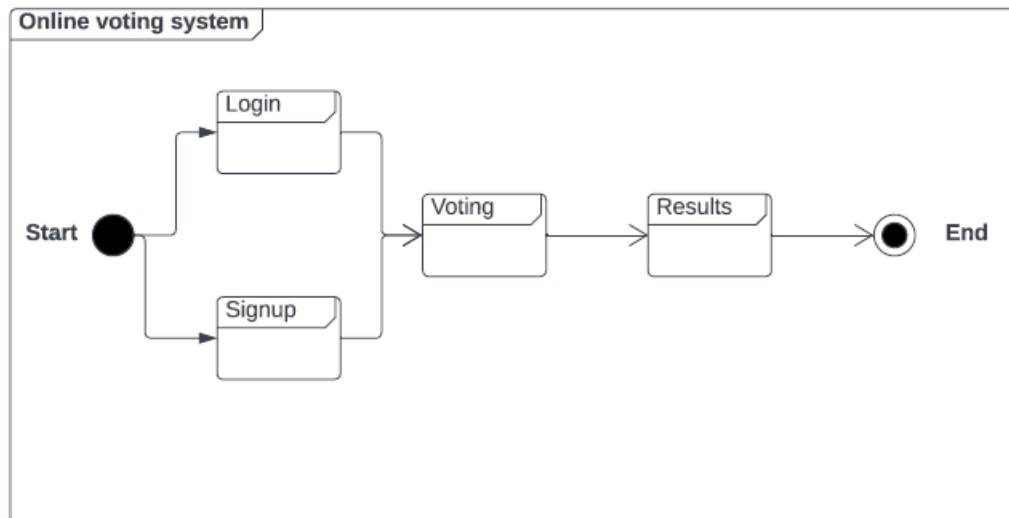 Online voting system
Login
Start
Voting
Results
End
Signup